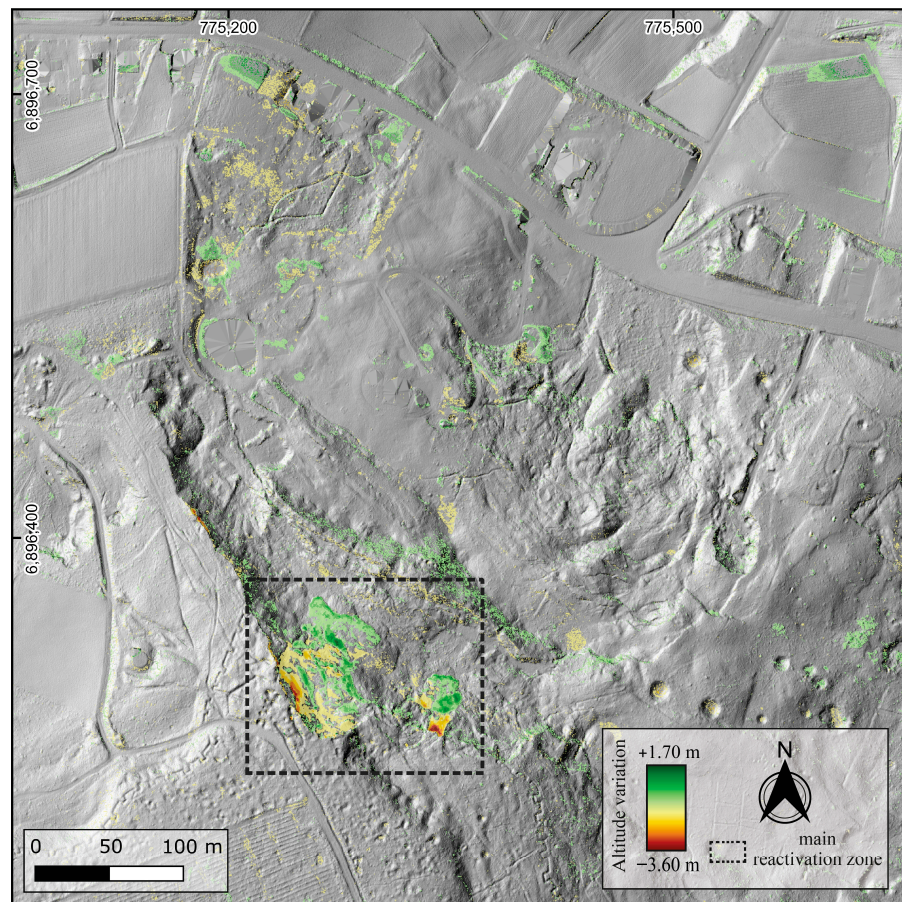 775,200
775,500
6,896,700
6,896,400
Altitude variation
+1.70 m
−3.60 m
N
main
reactivation zone
0 50 100 m